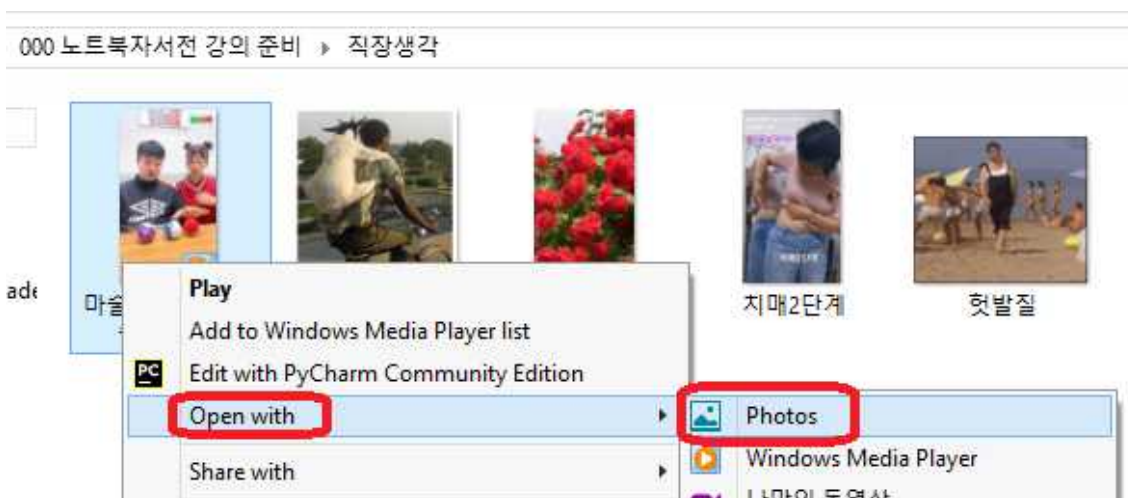 000 노트북자서전 강의 준비 ▸ 직장생각
치매2단계
헛발질
Play
Add to Windows Media Player list
Edit with PyCharm Community Edition
Open with
Photos
Windows Media Player
Share with